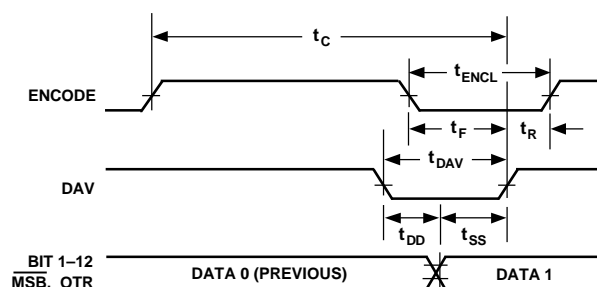 tC
tENCL
ENCODE
tF
tR
tDAV
DAV
tDD
tSS
BIT 1–12
MSB, OTR
DATA 0 (PREVIOUS)
DATA 1